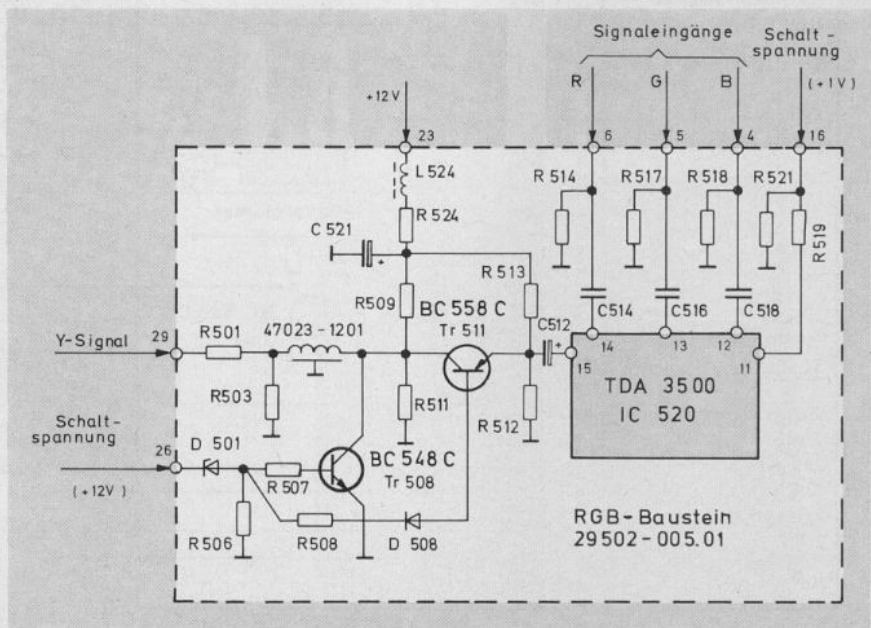 Signaleingänge
Schalt-
spannung
R G B (+1V)
+12V
23 6 5 4 16
L 524
R 514 R 517 R 518 R 521
R 519
R 524
C 521
R 513
R509
BC 558 C
Tr 511
C512
C514 C516 C518
Y-Signal 29 R501 47023-1201
15 14 13 12 11
TDA 3500
IC 520
R503
R511
R 512
Schalt-
spannung
26 D 501
(+12V)
R 507
BC 548 C
Tr 508
R506
R508 D 508
RGB-Baustein
29502-005.01